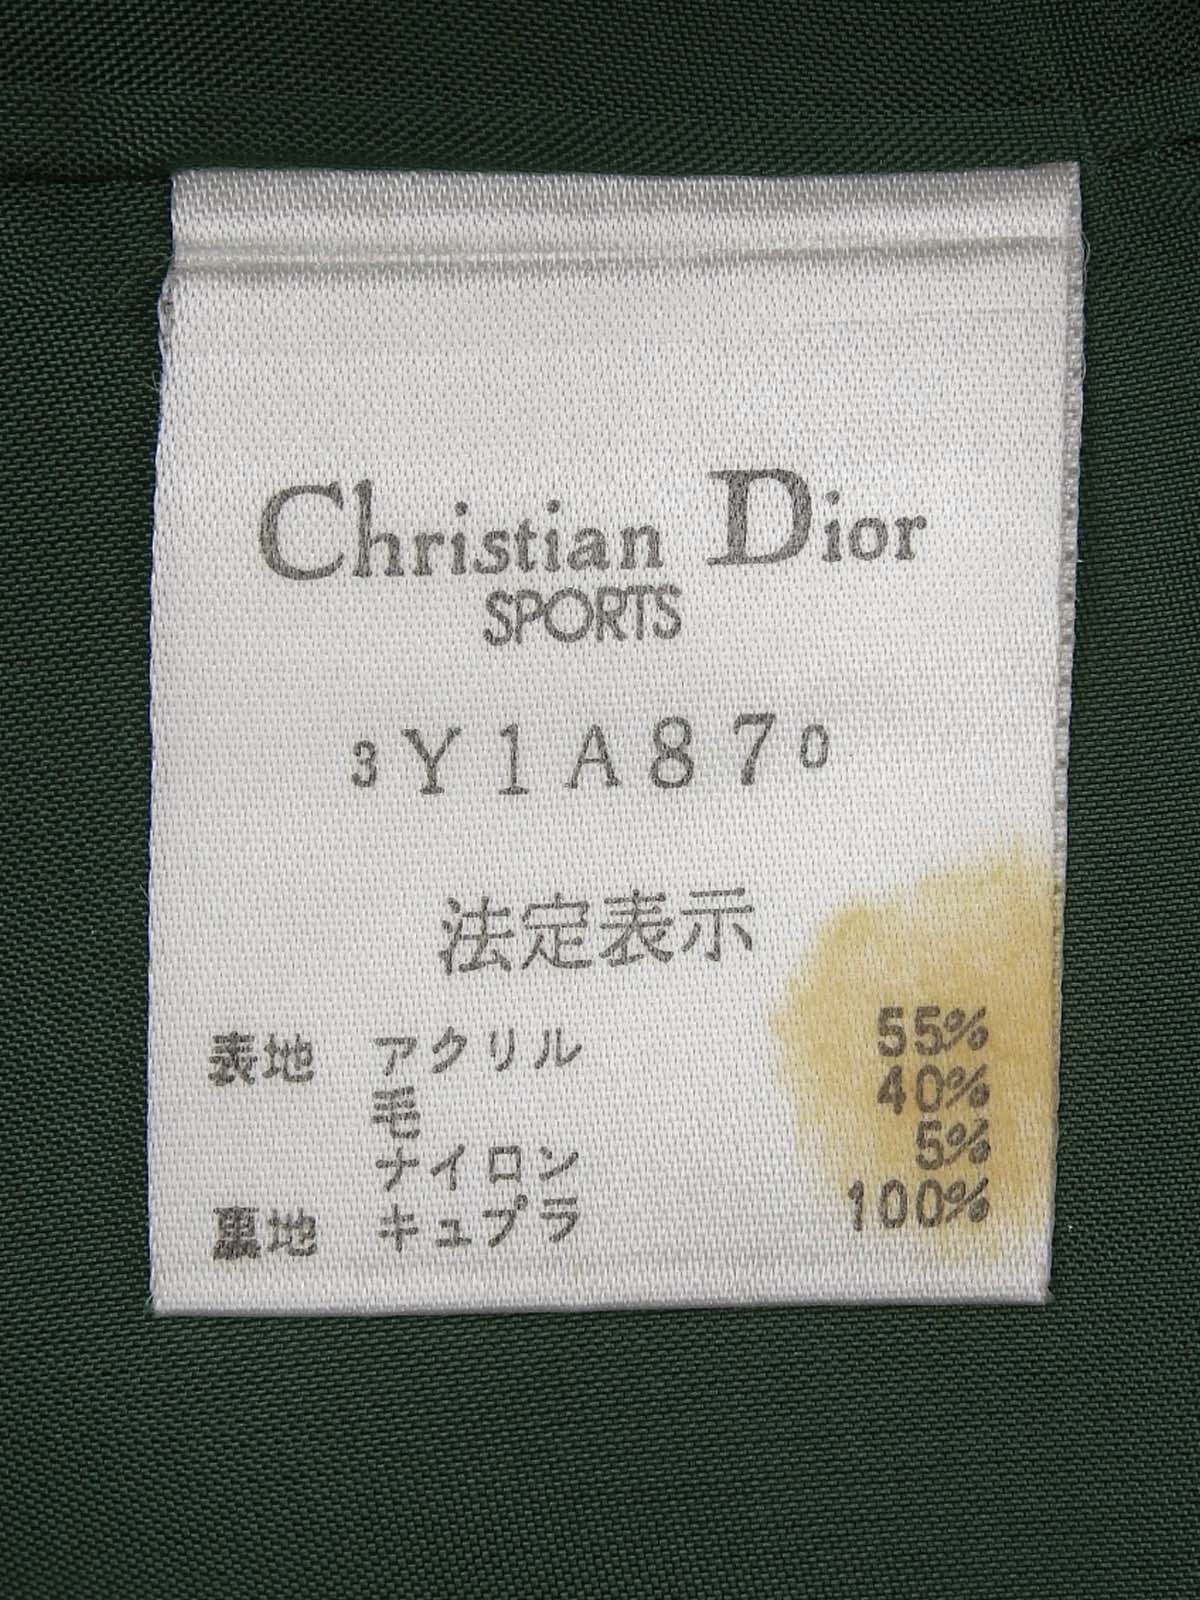 Christian Dior
SPORTS
3Y1A870
法定表示
表地 アクリル 55%
毛 40%
ナイロン 5%
裏地 キュプラ 100%